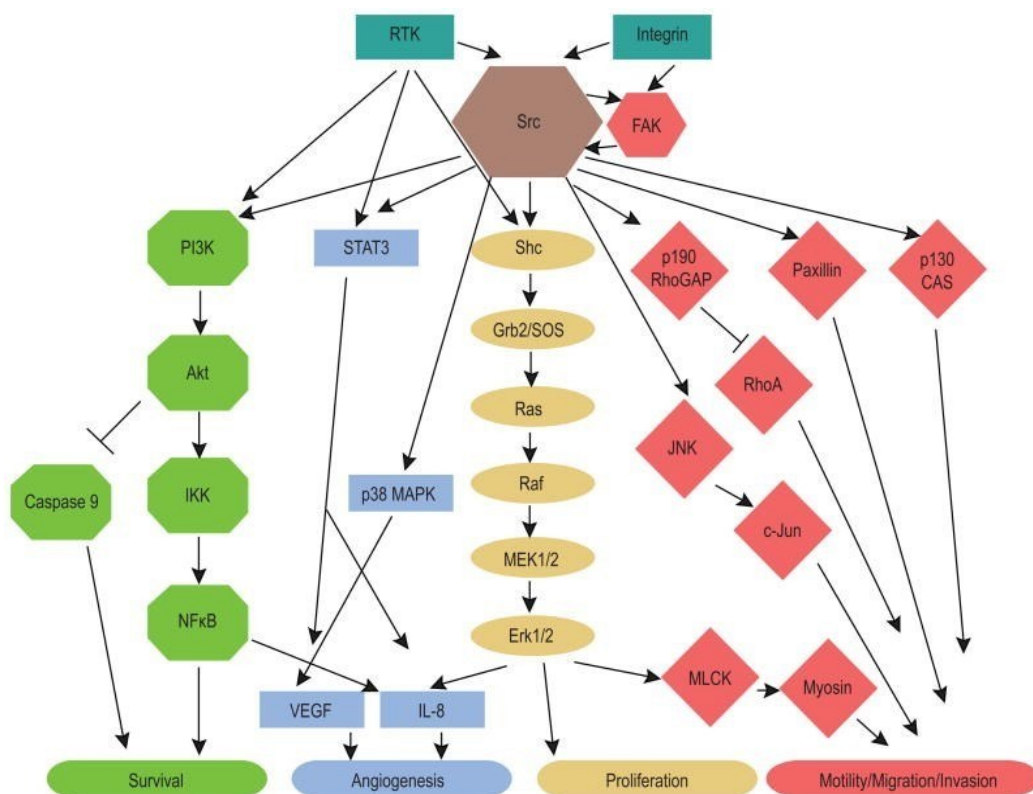 RTK
Integrin
Src
FAK
PI3K
STAT3
Shc
p190
RhoGAP
Paxillin
p130
CAS
Grb2/SOS
Akt
RhoA
Ras
JNK
Caspase 9
IKK
p38 MAPK
Raf
c-Jun
MEK1/2
NFκB
Erk1/2
MLCK
Myosin
VEGF
IL-8
Survival
Angiogenesis
Proliferation
Motility/Migration/Invasion